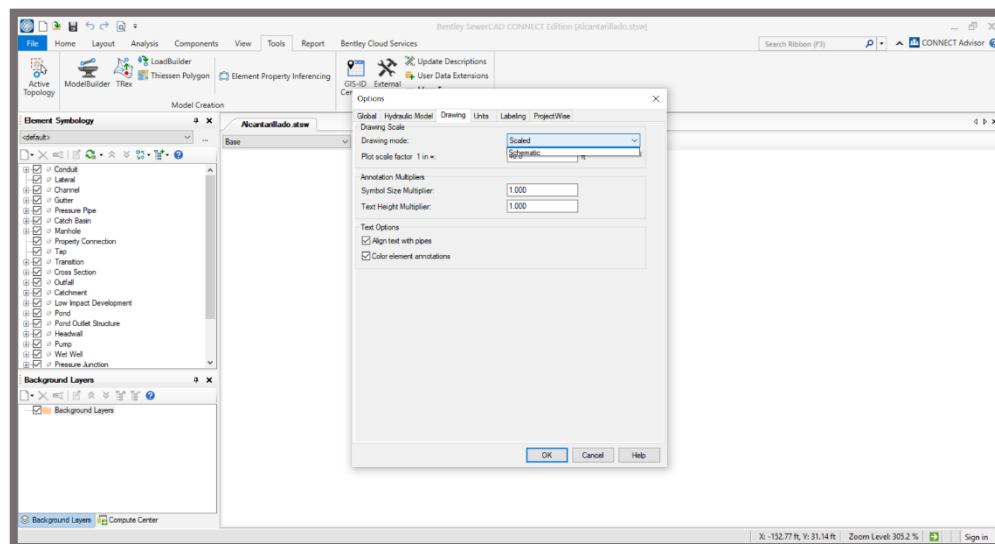 Bentley SewerCAD CONNECT Edition [Alcantarillado.stsw]
File Home Layout Analysis Components View Tools Report Bentley Cloud Services Search Ribbon (F3) CONNECT Advisor
Active Topology
ModelBuilder
TRex
LoadBuilder
Thiessen Polygon
Element Property Inferencing
GIS-ID
External
Update Descriptions
User Data Extensions
Model Creation
Element Symbology
<default>
Conduit
Lateral
Channel
Gutter
Pressure Pipe
Catch Basin
Manhole
Property Connection
Tap
Transition
Cross Section
Outfall
Catchment
Low Impact Development
Pond
Pond Outlet Structure
Headwall
Pump
Wet Well
Pressure Junction
Background Layers
Background Layers
Background Layers Compute Center
Alcantarillado.stsw
Base
Options
Global Hydraulic Model Drawing Units Labeling ProjectWise
Drawing Scale
Drawing mode: Scaled
Schematic
Plot scale factor 1 in =: ft
Annotation Multipliers
Symbol Size Multiplier: 1.000
Text Height Multiplier: 1.000
Text Options
Align text with pipes
Color element annotations
OK Cancel Help
X: -152.77 ft, Y: 31.14 ft Zoom Level: 305.2 % Sign in